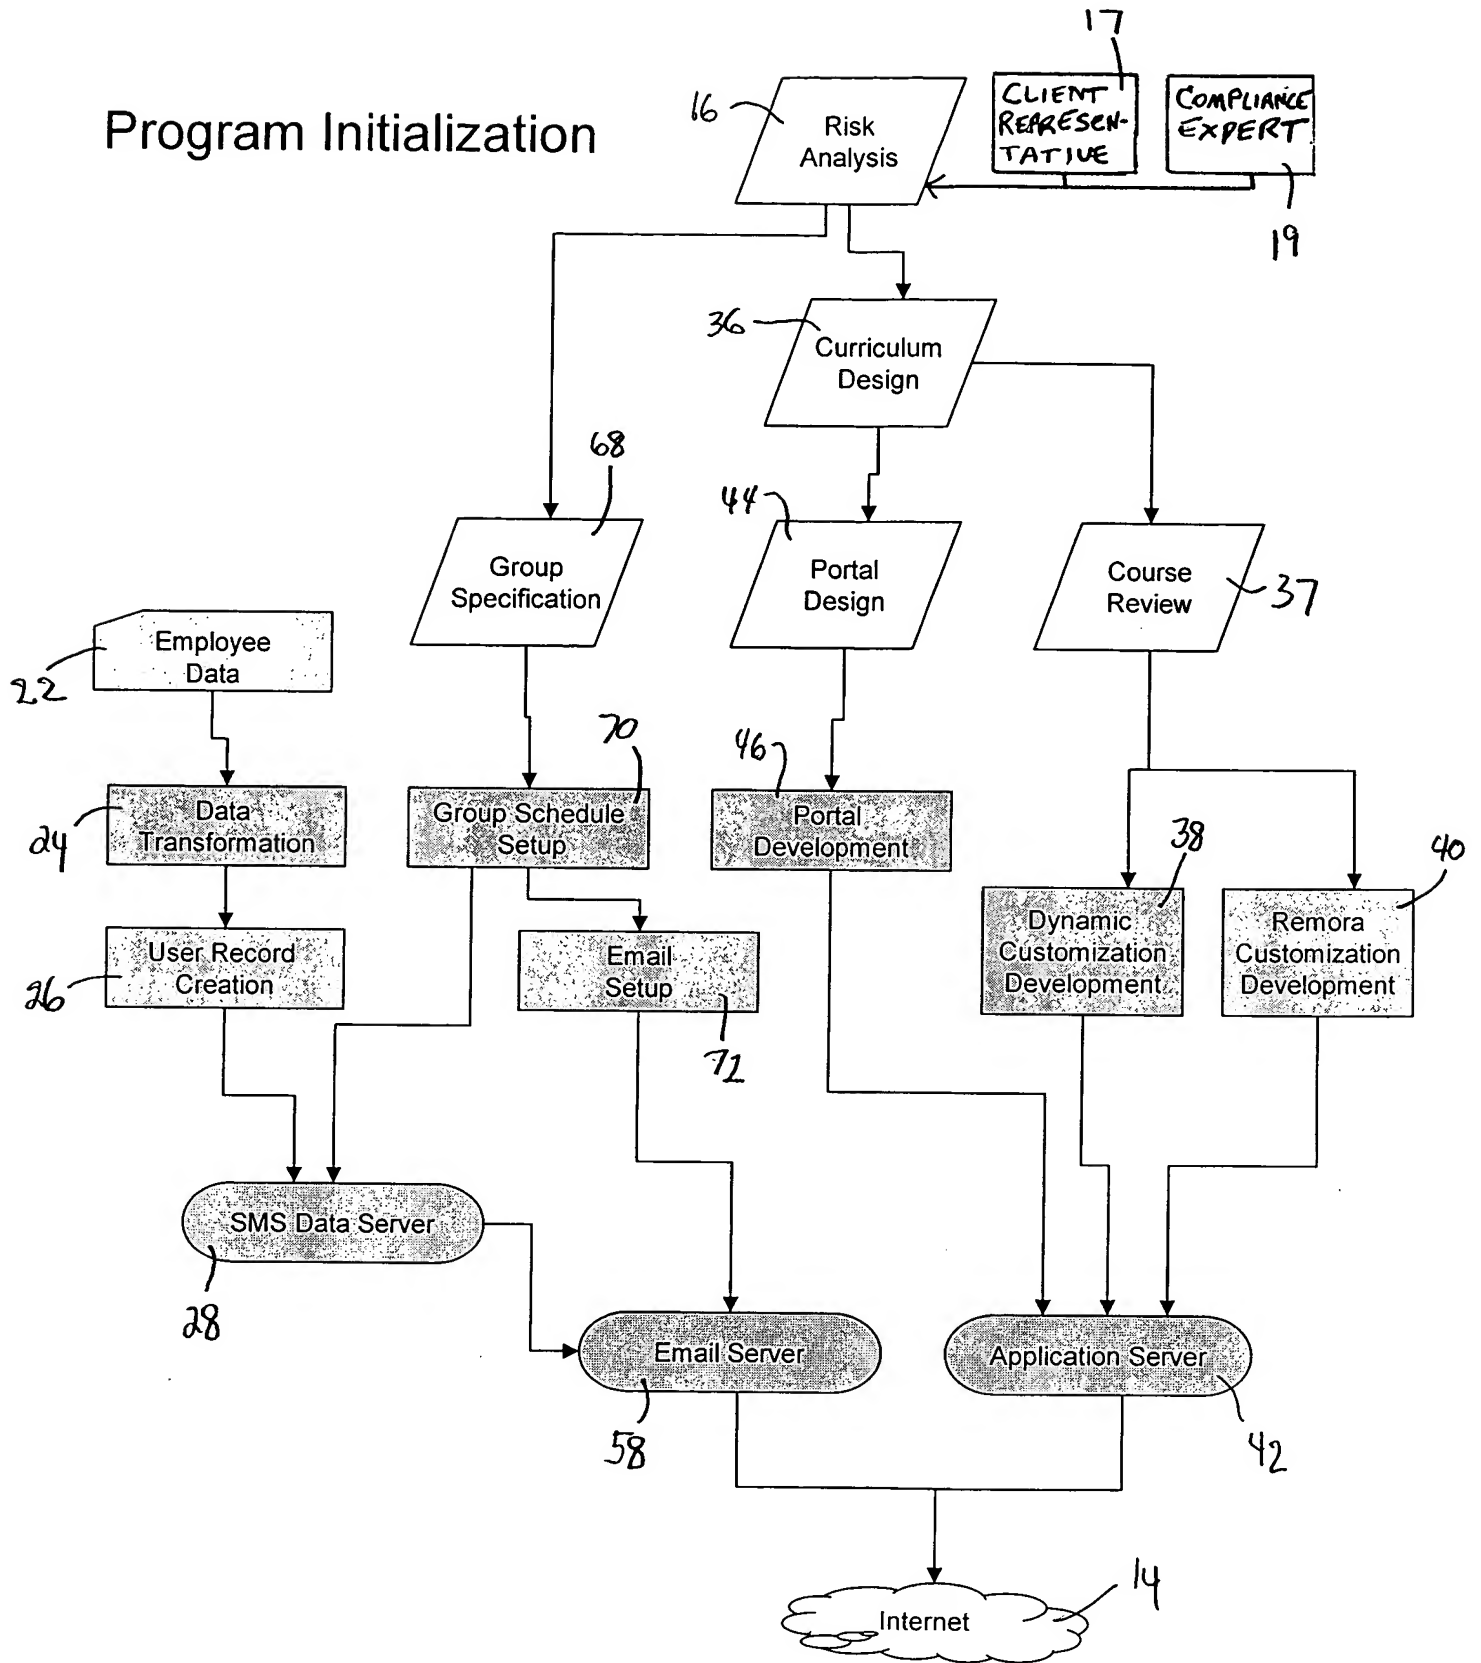 17
Program Initialization
16
Risk
Analysis
CLIENT
REPRESEN-
TATIVE
COMPLIANCE
EXPERT
19
36
Curriculum
Design
68
44
Group
Specification
Portal
Design
Course
Review
37
Employee
Data
22
70
46
Data
Transformation
24
Group Schedule
Setup
Portal
Development
38
40
User Record
Creation
26
Email
Setup
72
Dynamic
Customization
Development
Remora
Customization
Development
SMS Data Server
28
Email Server
58
Application Server
42
Internet
14